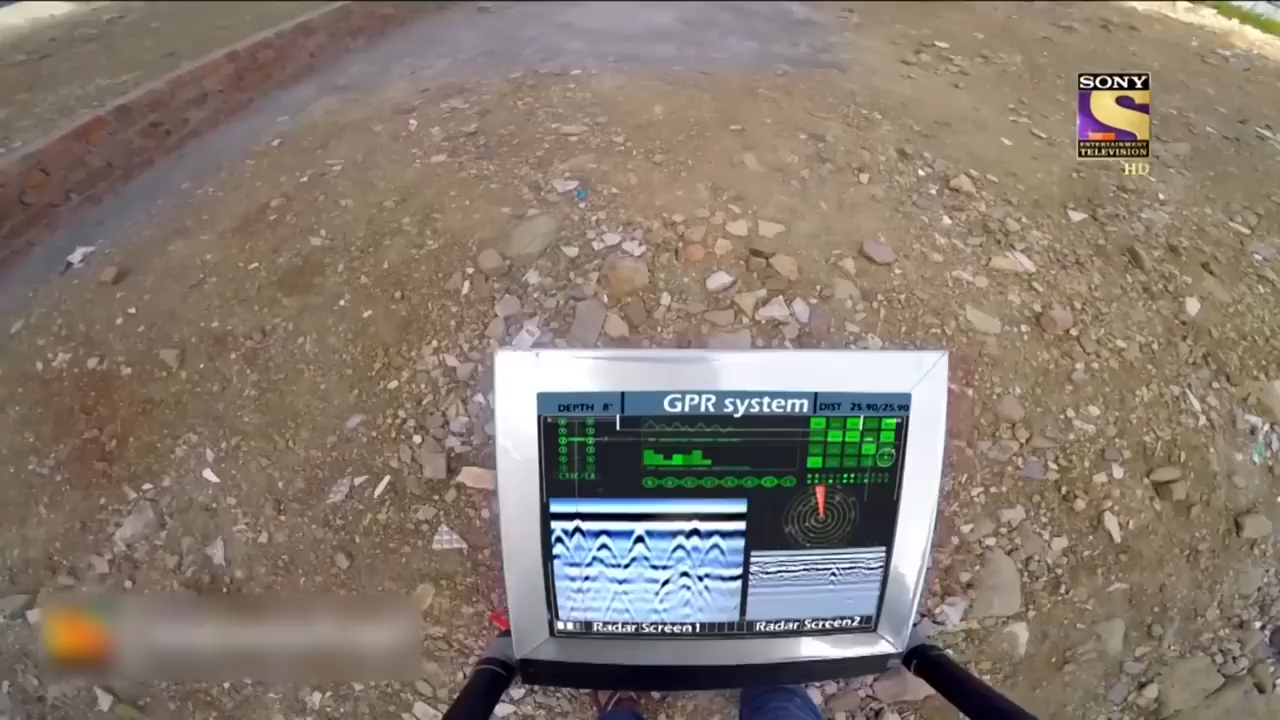 SONY
ENTERTAINMENT
TELEVISION
HD
DEPTH 8"
GPR system
DIST 25.90/25.90
Radar Screen1
Radar Screen2